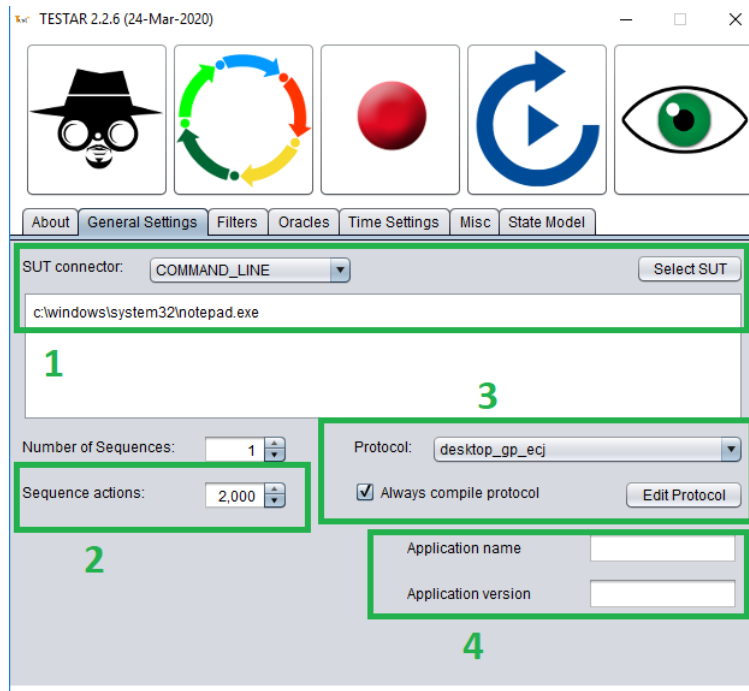 TESTAR 2.2.6 (24-Mar-2020)
About General Settings Filters Oracles Time Settings Misc State Model
SUT connector: COMMAND_LINE Select SUT
c:\windows\system32\notepad.exe
1
3
Number of Sequences: 1 Protocol: desktop_gp_ecj
Sequence actions: 2,000 Always compile protocol Edit Protocol
2
Application name
Application version
4